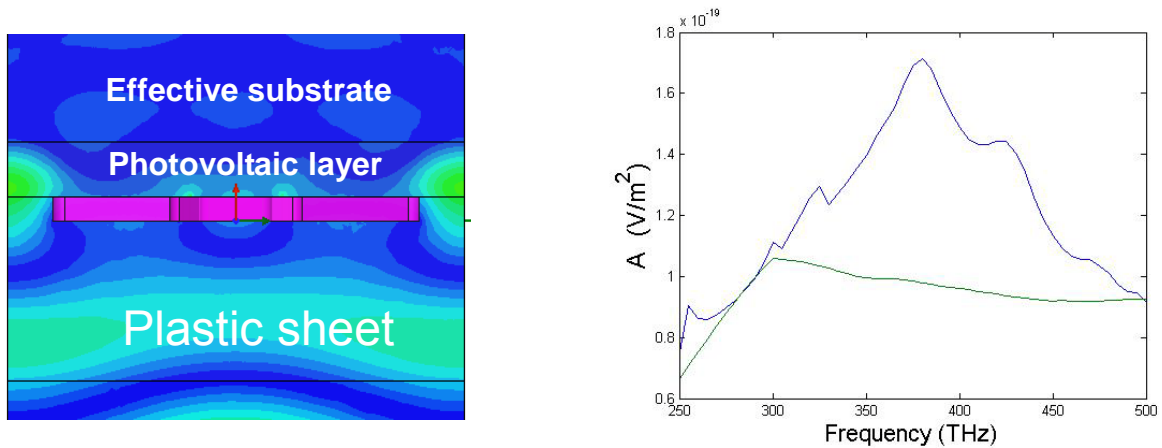 Effective substrate
Photovoltaic layer
Plastic sheet
x 10⁻¹⁹
1.8
1.6
1.4
1.2
1
0.8
0.6
A (V/m²)
250 300 350 400 450 500
Frequency (THz)